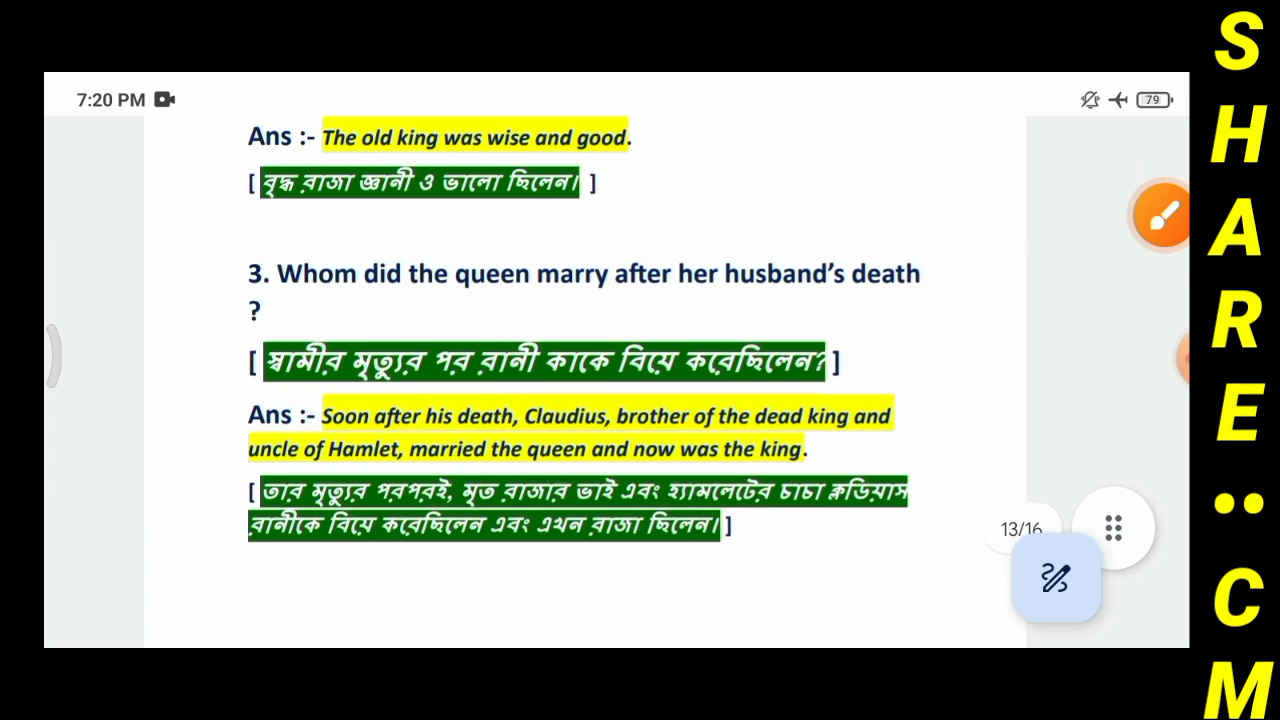 7:20 PM
79
Ans :- The old king was wise and good.
[ বৃদ্ধ রাজা জ্ঞানী ও ভালো ছিলেন। ]
3. Whom did the queen marry after her husband’s death
?
[ স্বামীর মৃত্যুর পর রানী কাকে বিয়ে করেছিলেন? ]
Ans :- Soon after his death, Claudius, brother of the dead king and
uncle of Hamlet, married the queen and now was the king.
[ তার মৃত্যুর পরপরই, মৃত রাজার ভাই এবং হ্যামলেটের চাচা ক্লডিয়াস
রানীকে বিয়ে করেছিলেন এবং এখন রাজা ছিলেন। ]
13/16
SHARE••CM